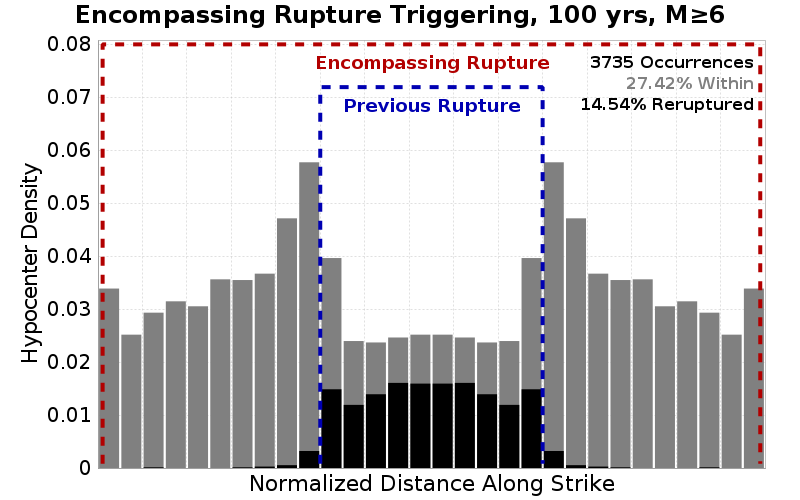 Encompassing Rupture Triggering, 100 yrs, M≥6
0.08
0.07
0.06
0.05
0.04
0.03
0.02
0.01
0
Hypocenter Density
Encompassing Rupture
Previous Rupture
3735 Occurrences
27.42% Within
14.54% Reruptured
Normalized Distance Along Strike